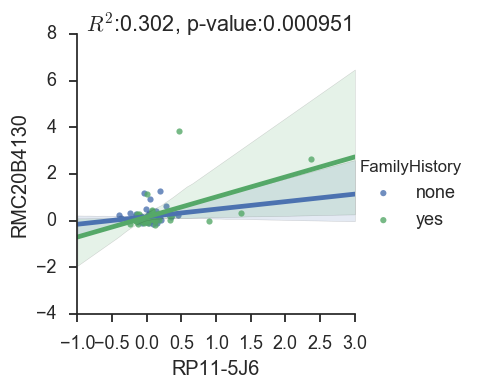 R²:0.302, p-value:0.000951
8
6
4
2
0
−2
−4
RMC20B4130
−1.0 −0.5 0.0 0.5 1.0 1.5 2.0 2.5 3.0
RP11-5J6
FamilyHistory
none
yes